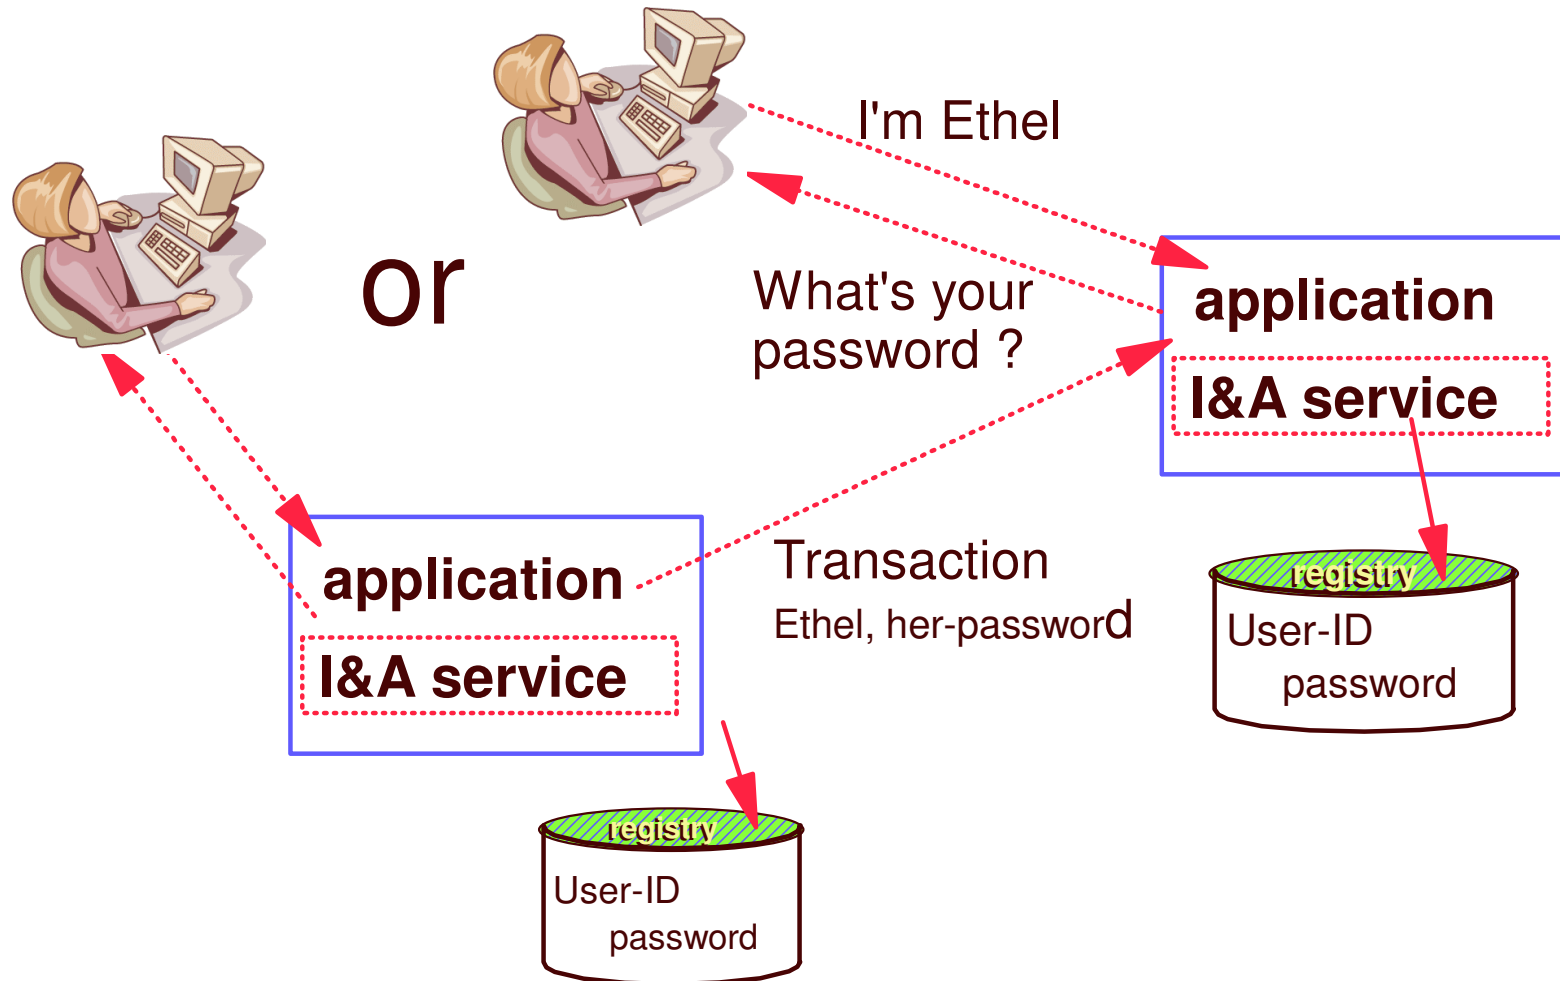 I'm Ethel
or
What's your
password ?
application
I&A service
registry
User-ID
password
application
I&A service
Transaction
Ethel, her-password
registry
User-ID
password